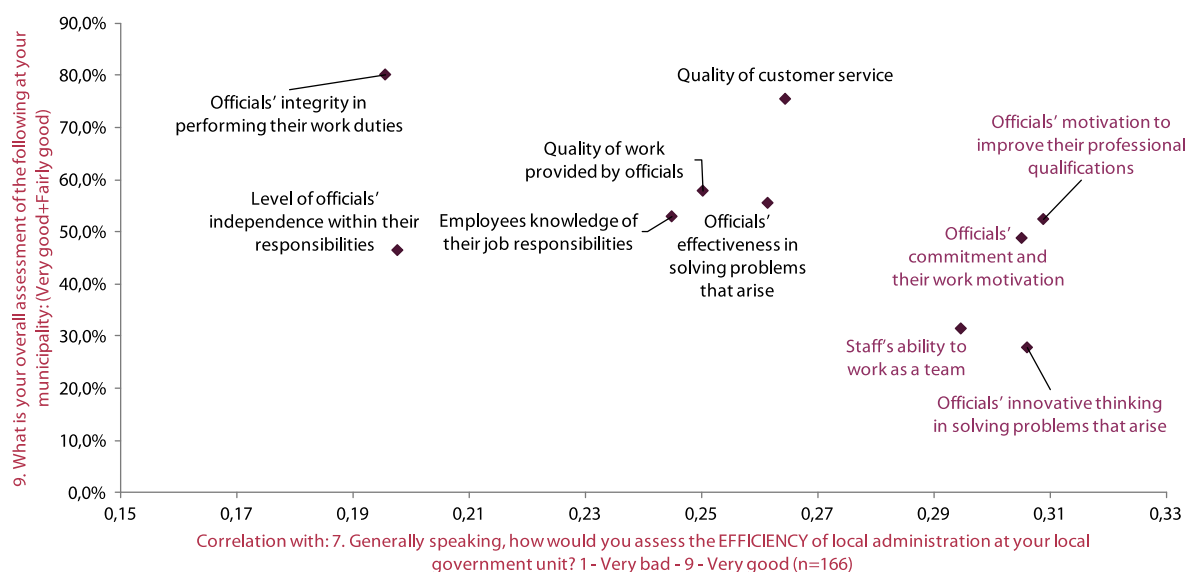 9. What is your overall assessment of the following at your
municipality: (Very good+Fairly good)
90,0%
80,0%
70,0%
60,0%
50,0%
40,0%
30,0%
20,0%
10,0%
0,0%
Officials’ integrity in
performing their work duties
Level of officials’
independence within their
responsibilities
Quality of customer service
Quality of work
provided by officials
Employees knowledge of
their job responsibilities
Officials’
effectiveness in
solving problems
that arise
Officials’ motivation to
improve their professional
qualifications
Officials’
commitment and
their work motivation
Staff’s ability to
work as a team
Officials’ innovative thinking
in solving problems that arise
0,15 0,17 0,19 0,21 0,23 0,25 0,27 0,29 0,31 0,33
Correlation with: 7. Generally speaking, how would you assess the EFFICIENCY of local administration at your local
government unit? 1 - Very bad - 9 - Very good (n=166)